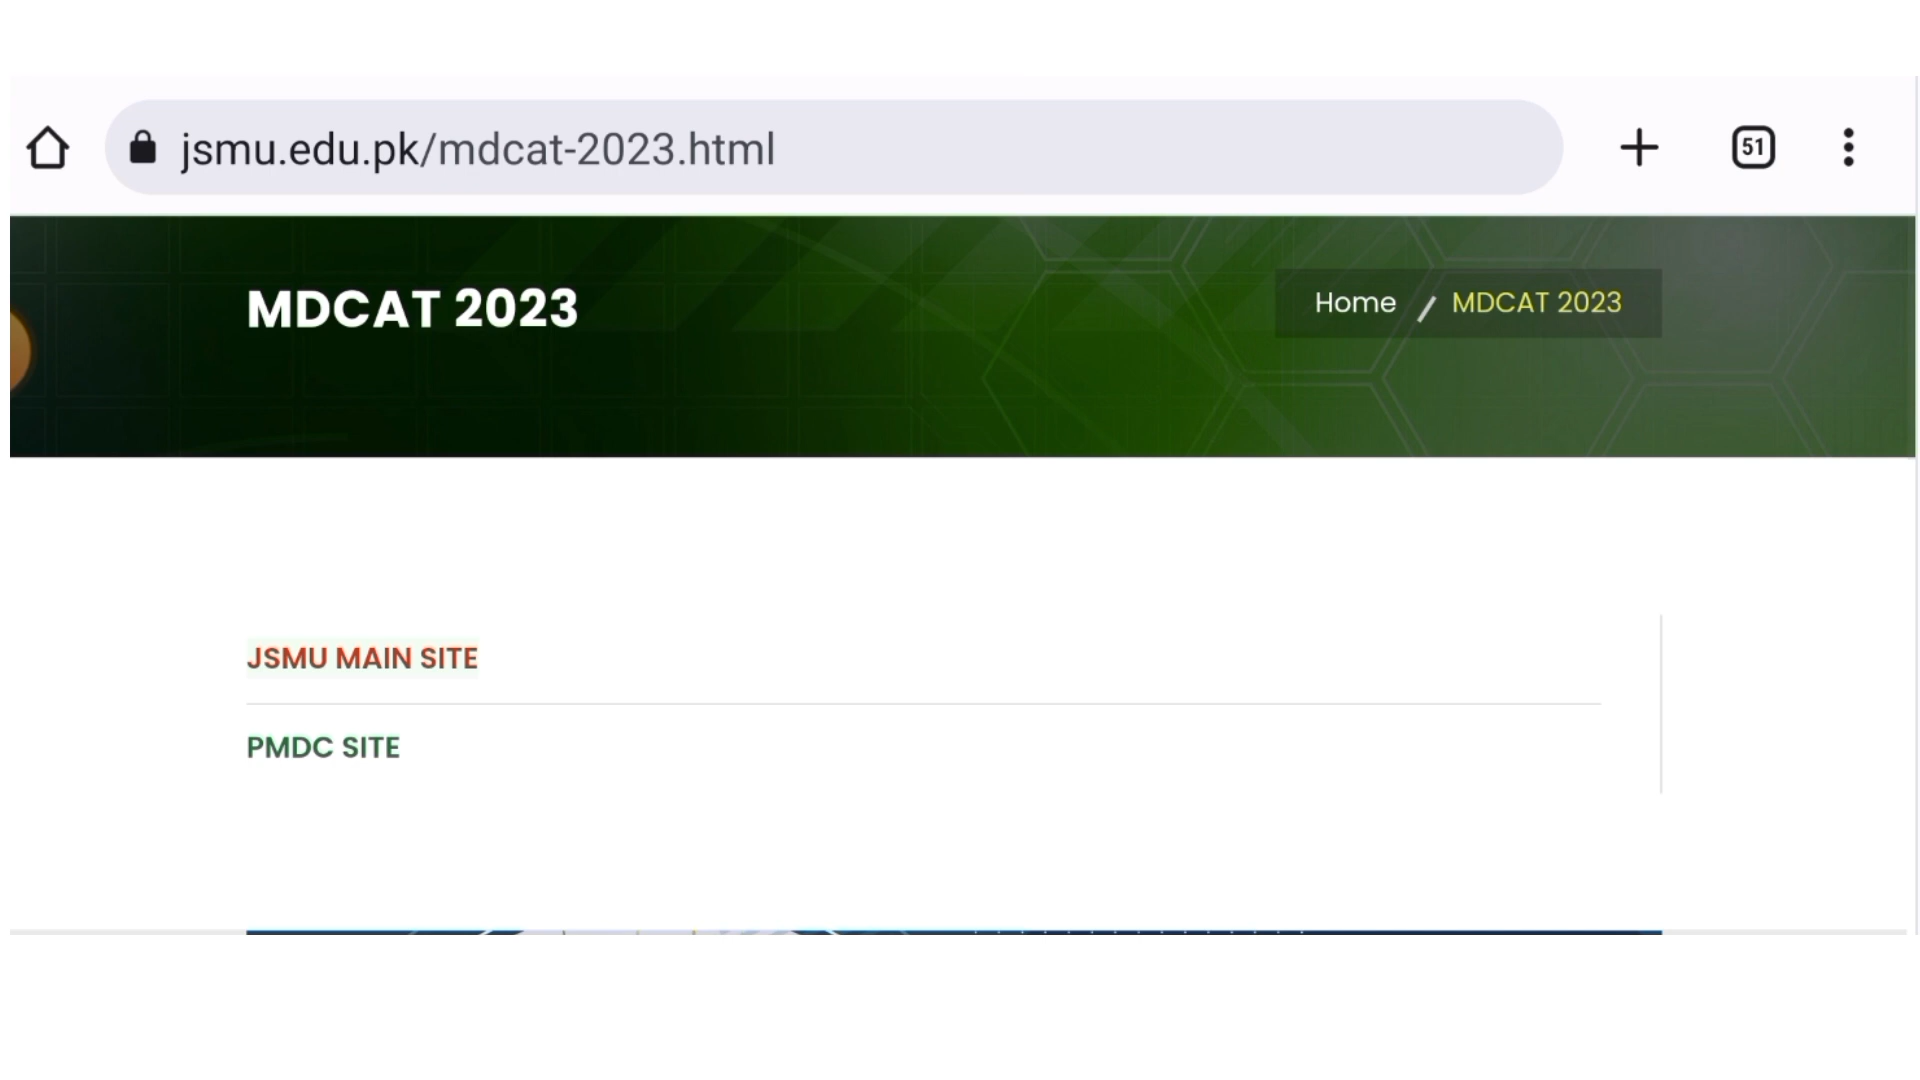 jsmu.edu.pk/mdcat-2023.html
51
MDCAT 2023
Home / MDCAT 2023
JSMU MAIN SITE
PMDC SITE